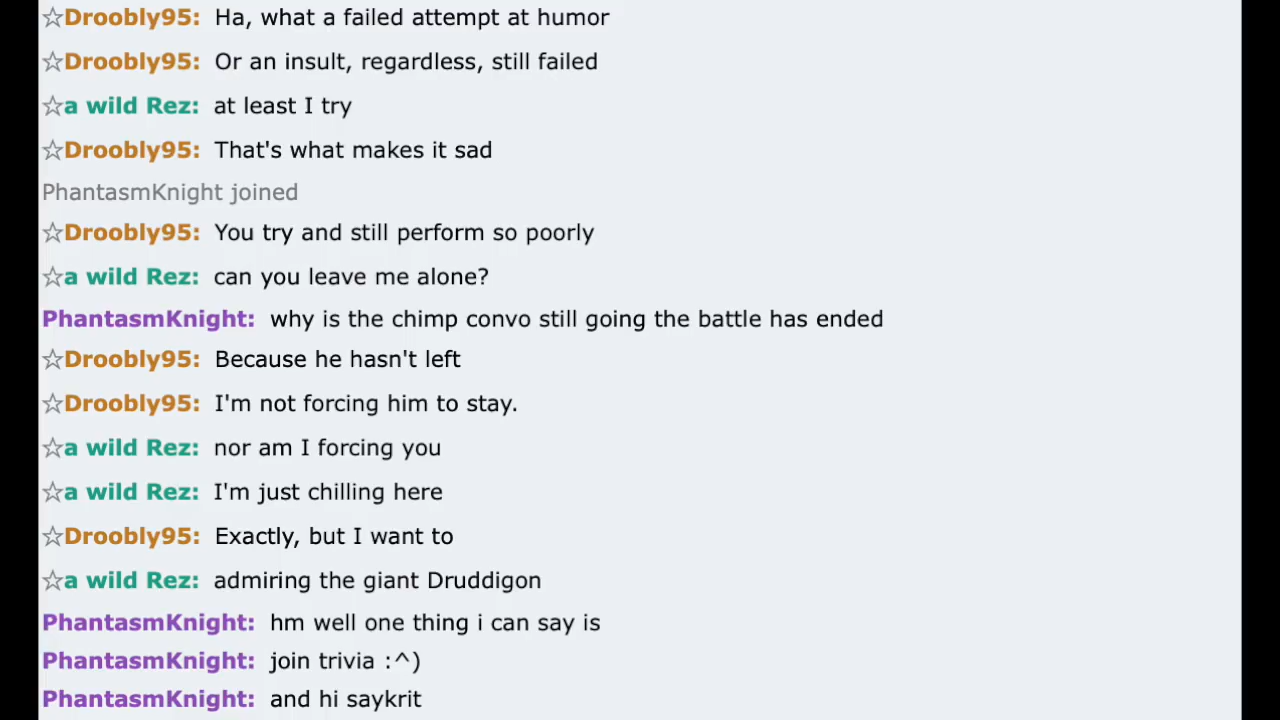 ☆Droobly95: Ha, what a failed attempt at humor
☆Droobly95: Or an insult, regardless, still failed
☆a wild Rez: at least I try
☆Droobly95: That's what makes it sad
PhantasmKnight joined
☆Droobly95: You try and still perform so poorly
☆a wild Rez: can you leave me alone?
PhantasmKnight: why is the chimp convo still going the battle has ended
☆Droobly95: Because he hasn't left
☆Droobly95: I'm not forcing him to stay.
☆a wild Rez: nor am I forcing you
☆a wild Rez: I'm just chilling here
☆Droobly95: Exactly, but I want to
☆a wild Rez: admiring the giant Druddigon
PhantasmKnight: hm well one thing i can say is
PhantasmKnight: join trivia :^)
PhantasmKnight: and hi saykrit